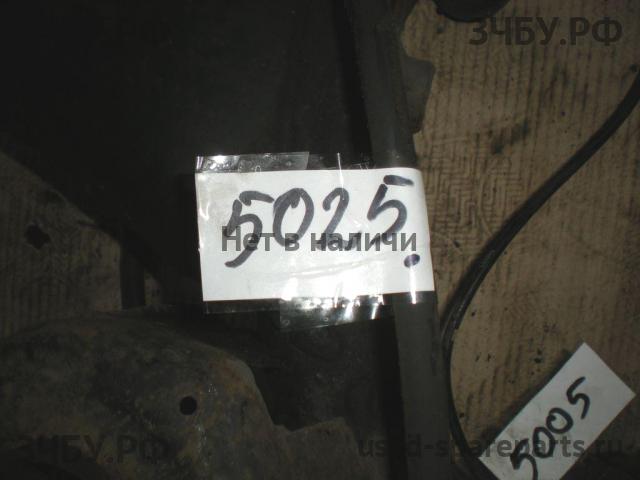 ЗЧБУ.РФ
5025.
Нет в наличи
5005
ЗЧБУ.РФ
used-spareparts.ru